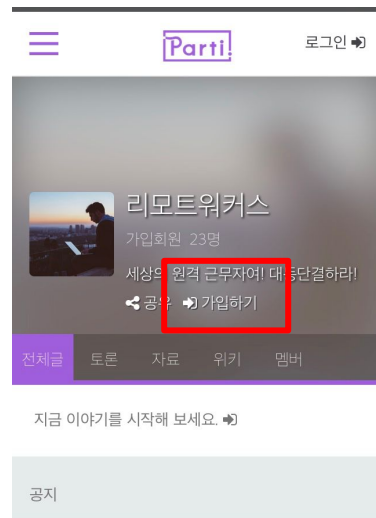 Parti!
로그인
리모트워커스
가입회원 23명
세상의 원격 근무자여! 대동단결하라!
공유 가입하기
전체글 토론 자료 위키 멤버
지금 이야기를 시작해 보세요.
공지